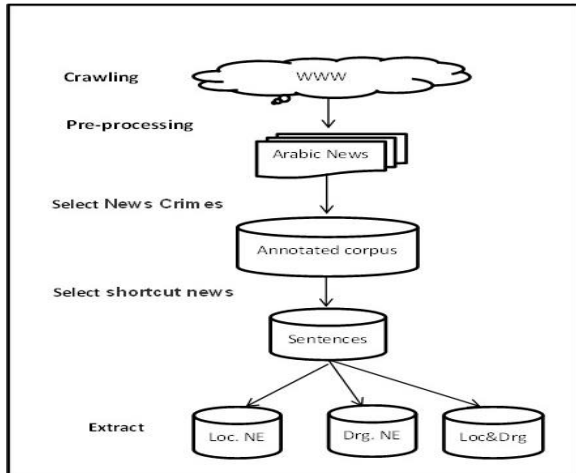 Crawling
WWW
Pre-processing
Arabic News
Select News Crimes
Annotated corpus
Select shortcut news
Sentences
Extract
Loc. NE
Drg. NE
Loc&Drg